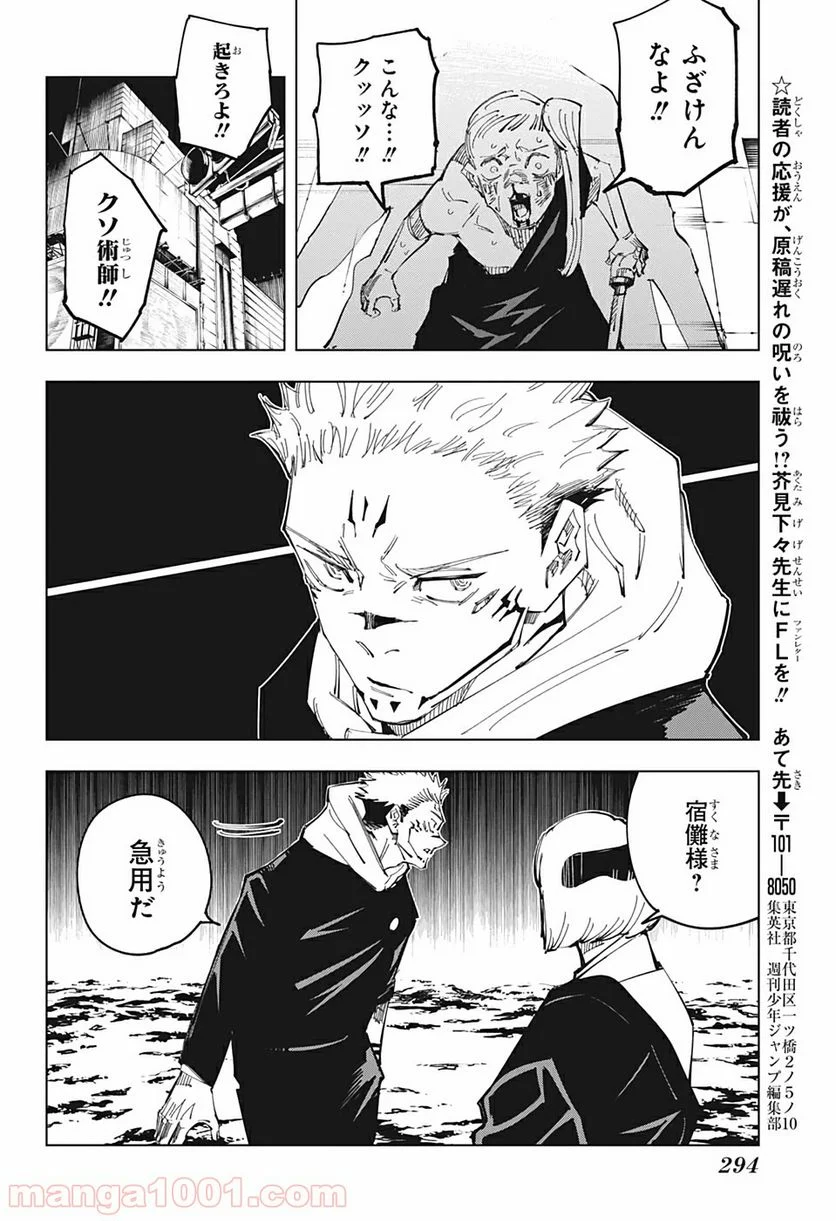 ふざけん
なよ!!
こんな…!!
クッッソ!!
起きろよ!!
クソ術師!!
宿儺様?
急用だ
☆読者の応援が、原稿遅れの呪いを祓う!?芥見下々先生にFLを!! あて先➡〒101-8050
東京都千代田区一ツ橋2ノ5ノ10
集英社 週刊少年ジャンプ編集部
294
manga1001.com